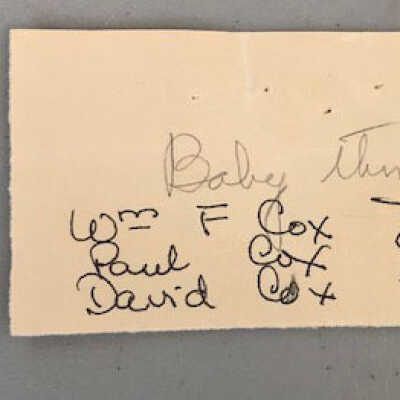 Baby
Wm F Cox
Paul Cox
David Cox